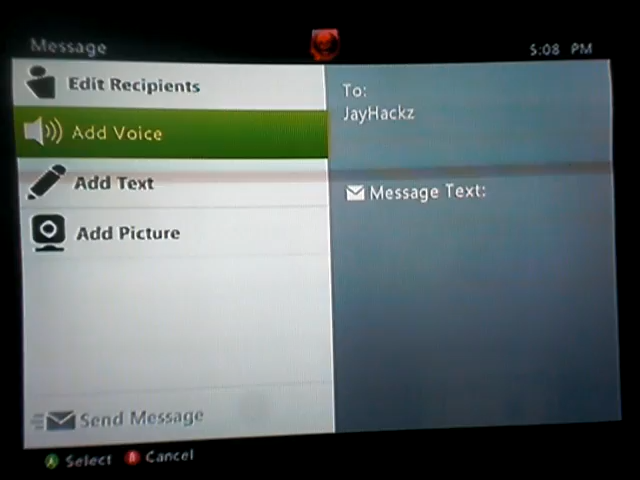 Message
5:08 PM
Edit Recipients
Add Voice
Add Text
Add Picture
Send Message
To:
JayHackz
Message Text:
A Select B Cancel